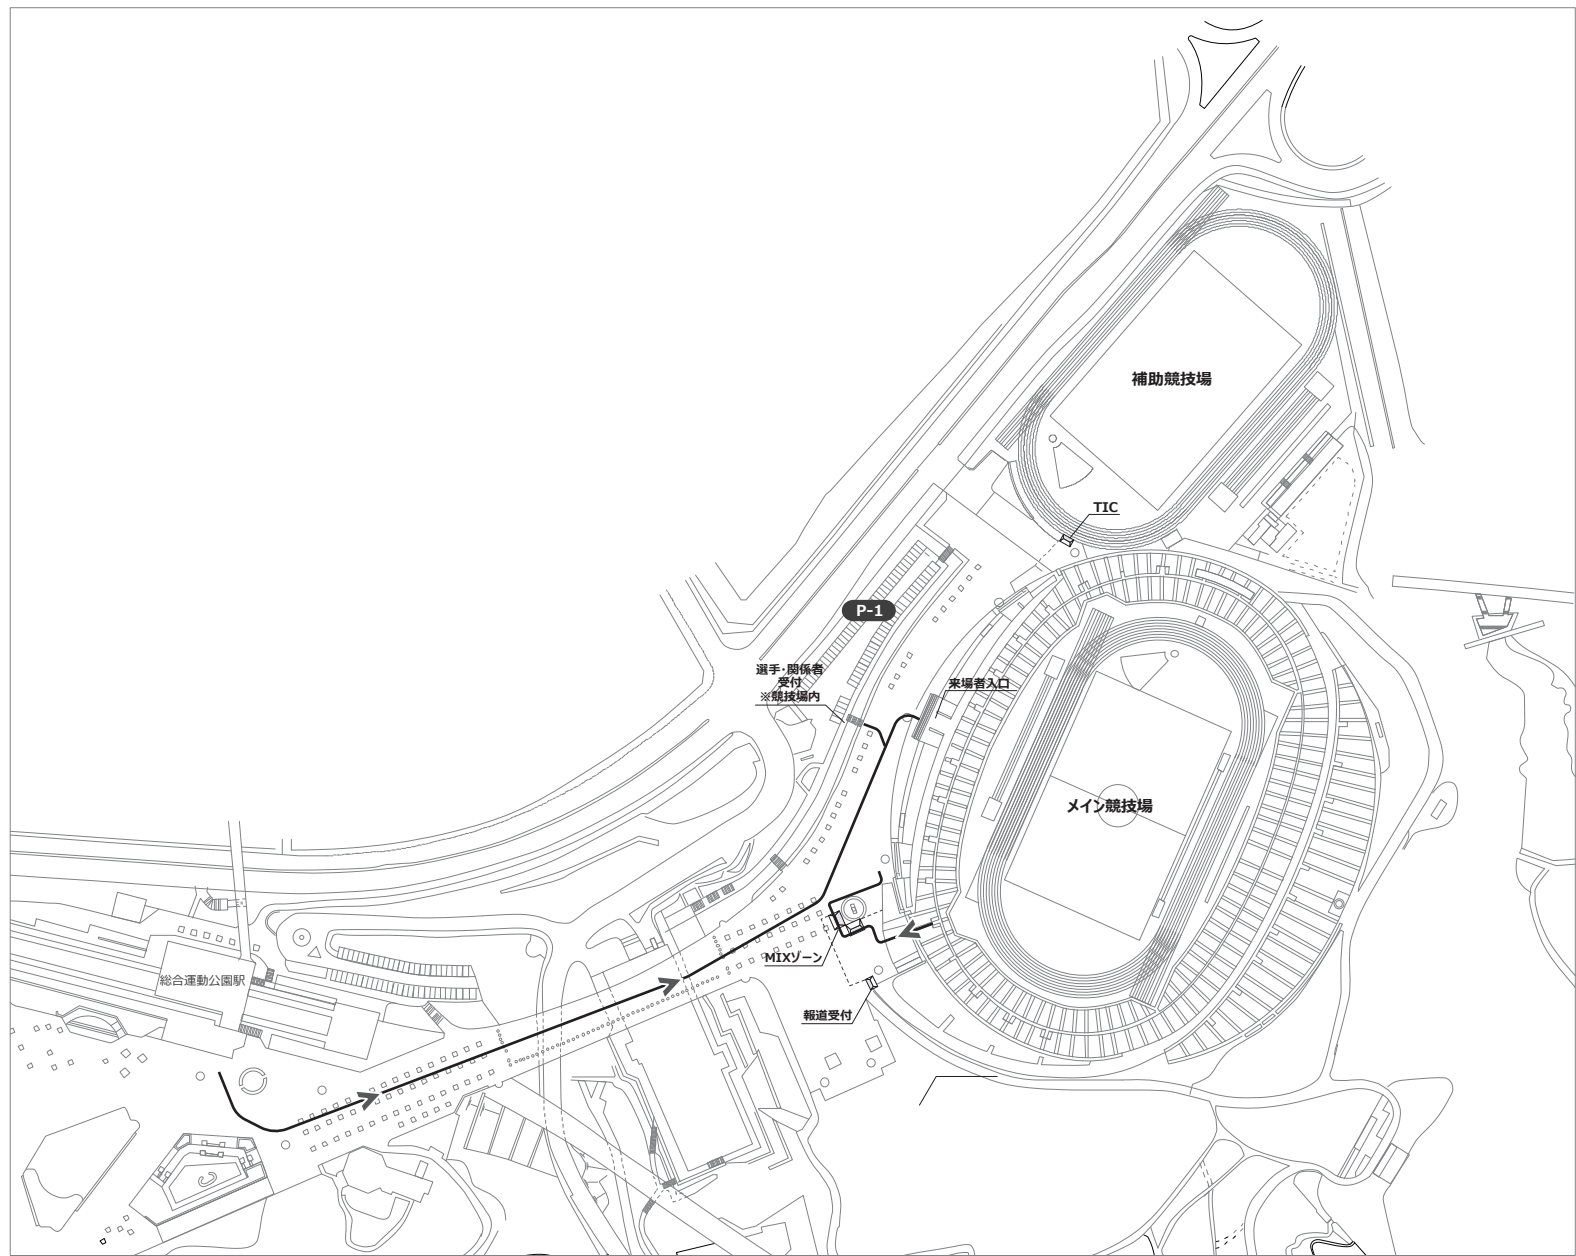 補助競技場
TIC
P-1
選手・関係者
受付
※競技場内
来場者入口
メイン競技場
MIXゾーン
総合運動公園駅
報道受付